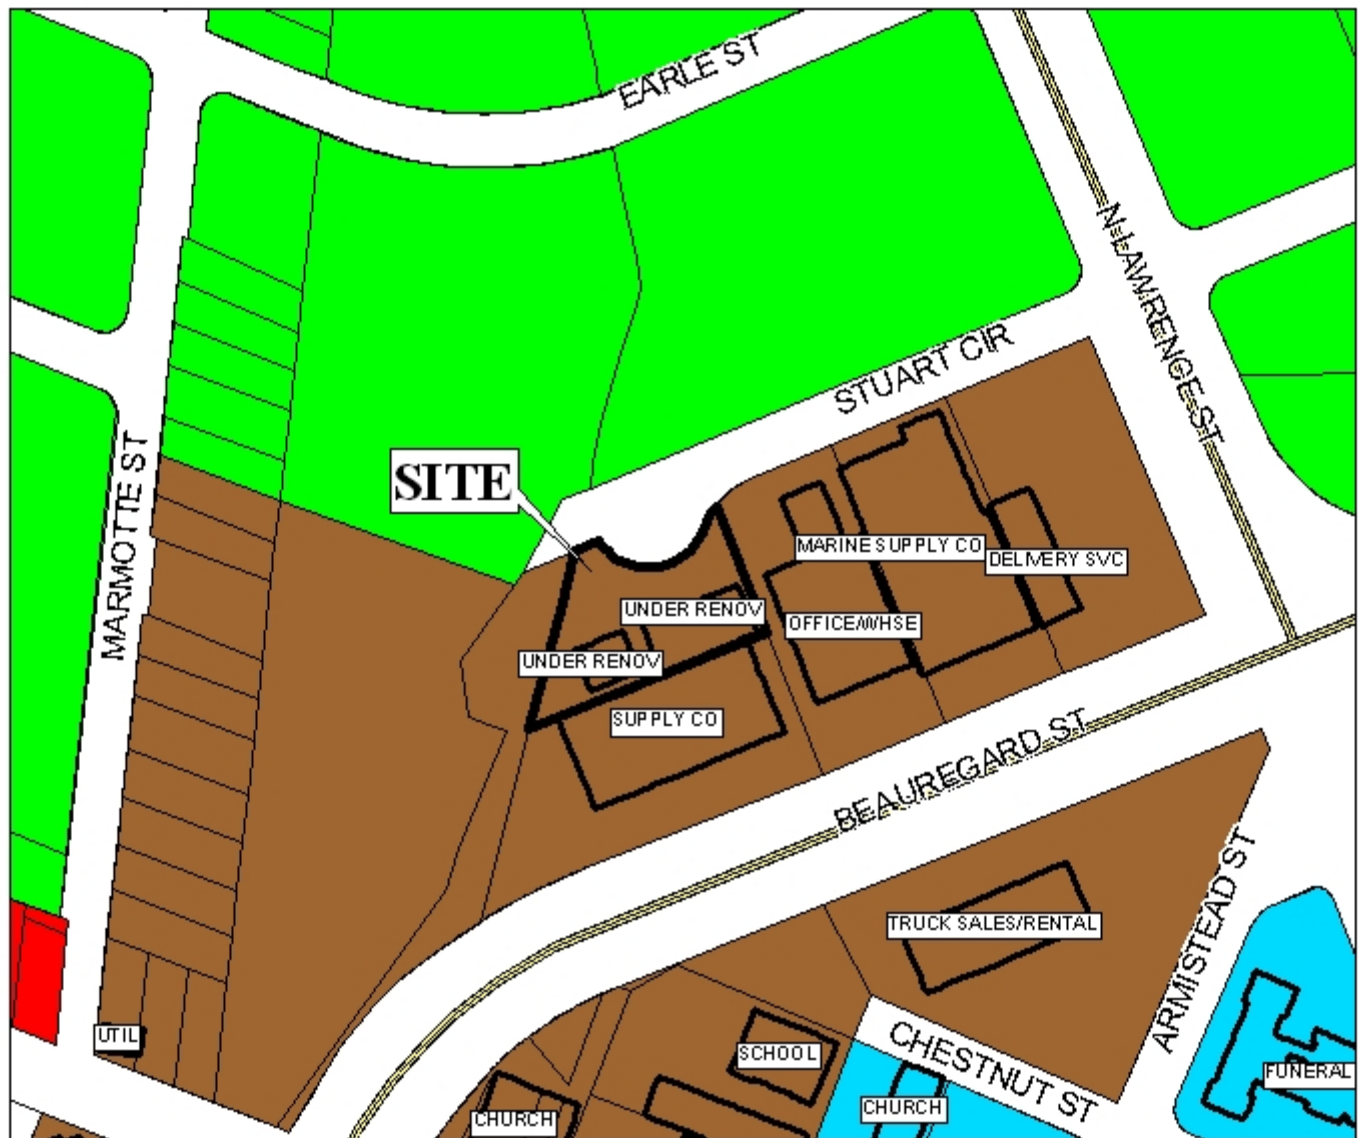 EARLE ST
N LAWRENCE ST
STUART CIR
SITE
MARMOTTE ST
MARINE SUPPLY CO
DELIVERY SVC
UNDER RENOV
OFFICE/WHSE
UNDER RENOV
SUPPLY CO
BEAUREGARD ST
TRUCK SALES/RENTAL
ARMISTEAD ST
UTIL
SCHOOL
CHESTNUT ST
FUNERAL
CHURCH
CHURCH